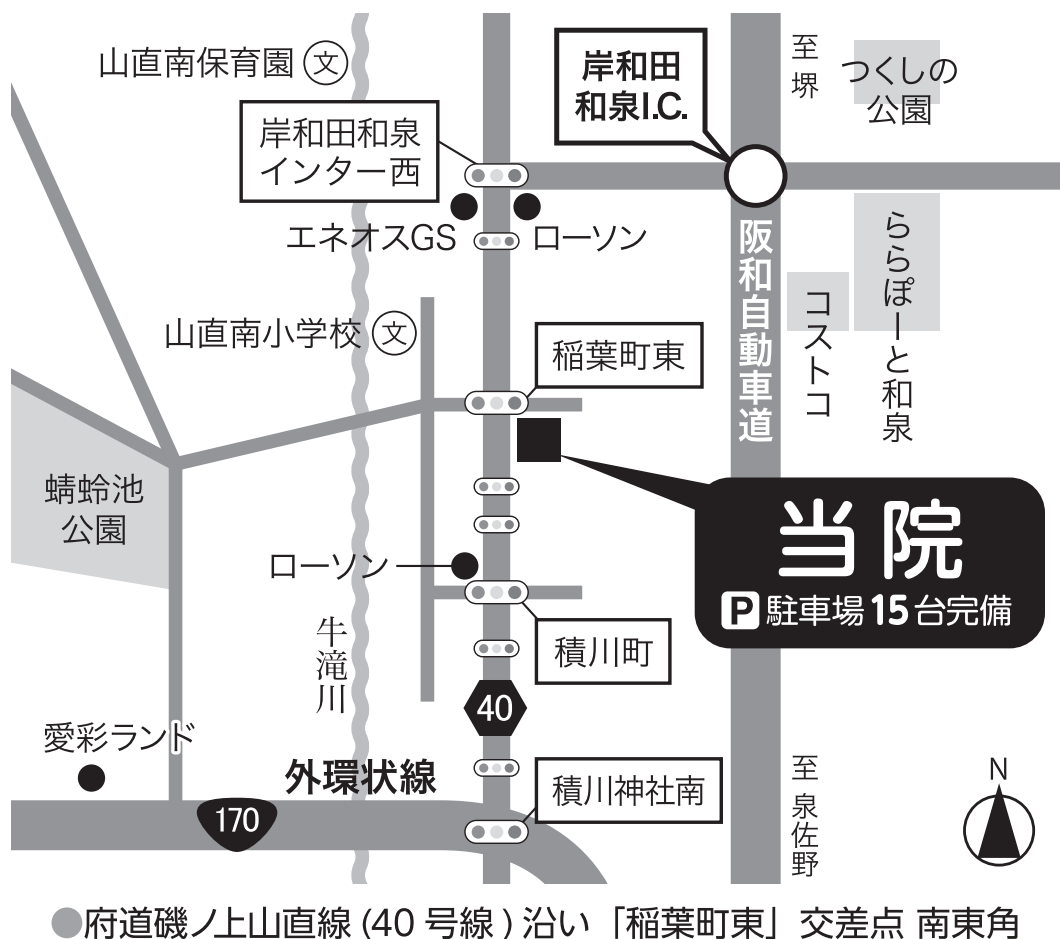 山直南保育園 文
岸和田
和泉I.C.
至堺
つくしの
公園
岸和田和泉
インター西
エネオスGS
ローソン
阪和自動車道
ららぽーと和泉
コストコ
山直南小学校 文
稲葉町東
蜻蛉池
公園
当院
P 駐車場15台完備
ローソン
積川町
牛滝川
40
愛彩ランド
外環状線
170
積川神社南
至泉佐野
N
●府道磯ノ上山直線(40号線)沿い「稲葉町東」交差点 南東角